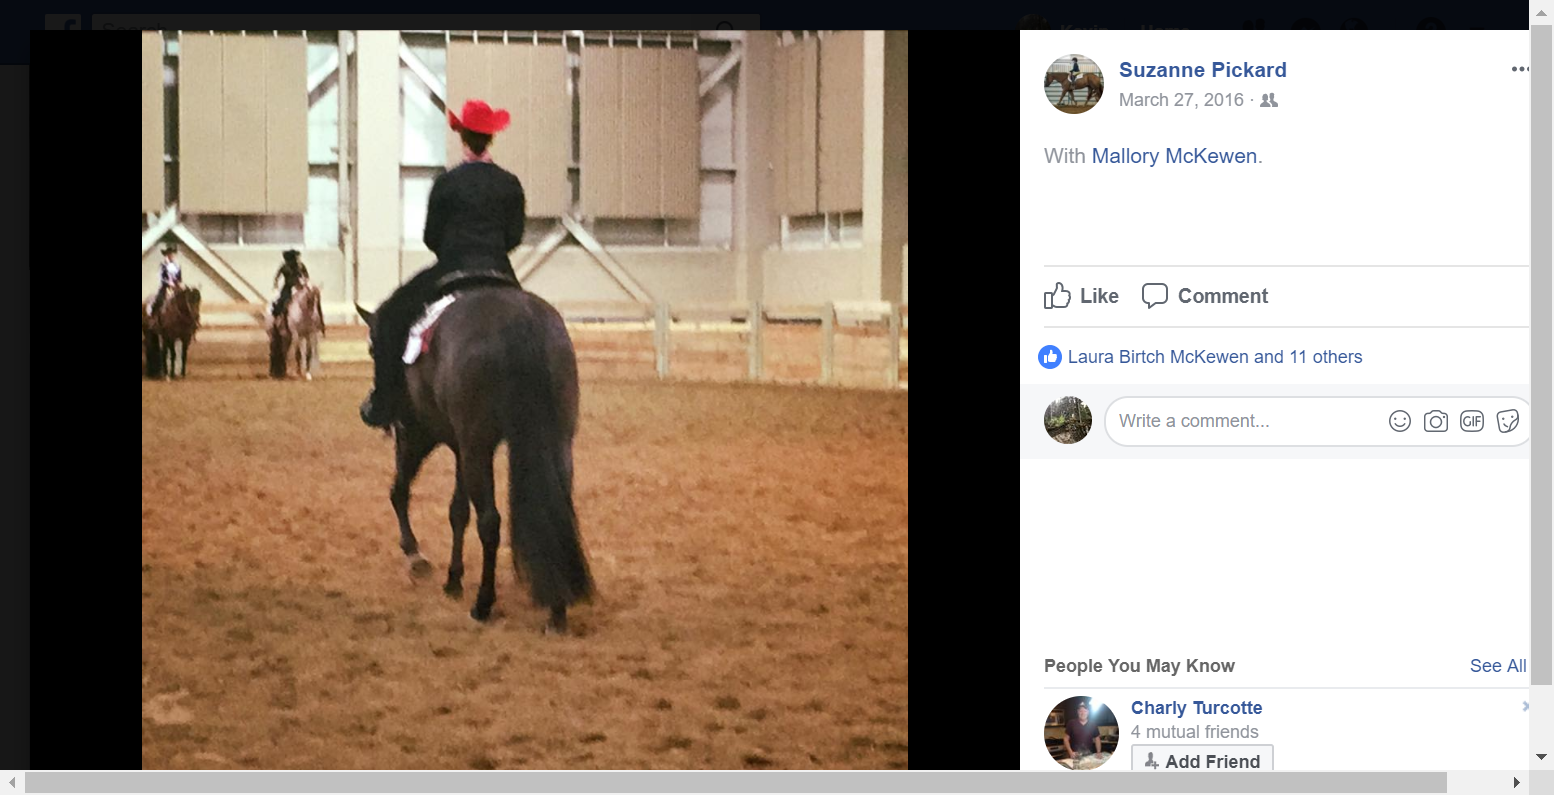 Search
Suzanne Pickard
March 27, 2016 ·
With Mallory McKewen.
Like Comment
Laura Birtch McKewen and 11 others
Write a comment...
GIF
People You May Know
See All
Charly Turcotte
4 mutual friends
Add Friend